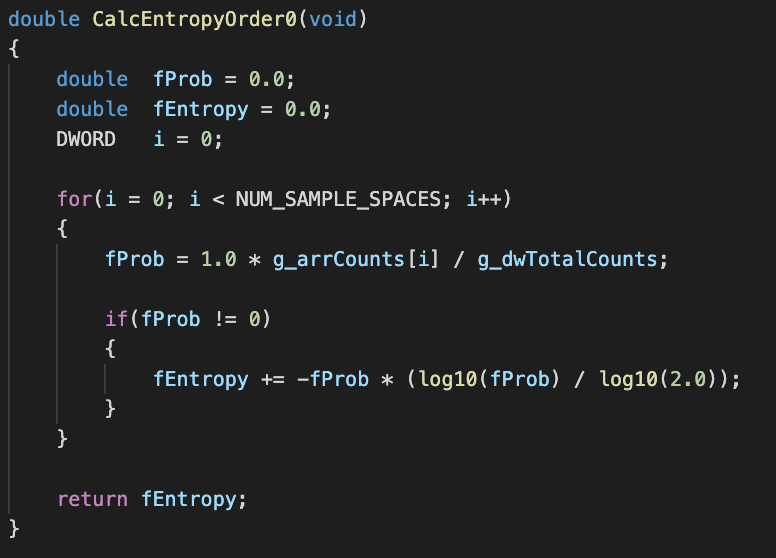 double CalcEntropyOrder0(void)
{
    double  fProb = 0.0;
    double  fEntropy = 0.0;
    DWORD   i = 0;

    for(i = 0; i < NUM_SAMPLE_SPACES; i++)
    {
        fProb = 1.0 * g_arrCounts[i] / g_dwTotalCounts;

        if(fProb != 0)
        {
            fEntropy += -fProb * (log10(fProb) / log10(2.0));
        }
    }

    return fEntropy;
}